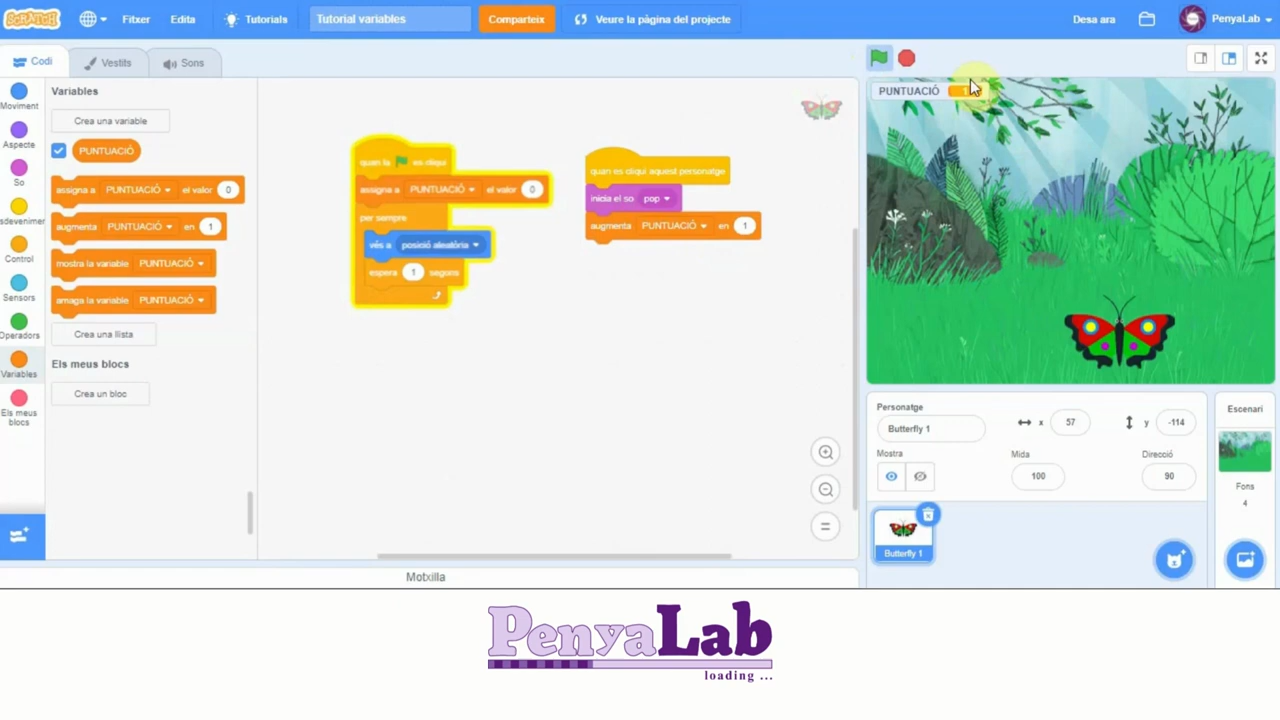 SCRATCH
Fitxer
Edita
Tutorials
Tutorial variables
Comparteix
Veure la pàgina del projecte
Desa ara
PenyaLab
Codi
Vestits
Sons
Moviment
Aspecte
So
sdevenimer
Control
Sensors
Operadors
Variables
Els meus
blocs
Variables
Crea una variable
PUNTUACIÓ
assigna a PUNTUACIÓ el valor 0
augmenta PUNTUACIÓ en 1
mostra la variable PUNTUACIÓ
amaga la variable PUNTUACIÓ
Crea una llista
Els meus blocs
Crea un bloc
quan la es cliqui
assigna a PUNTUACIÓ el valor 0
per sempre
vés a posició aleatòria
espera 1 segons
quan es cliqui aquest personatge
inicia el so pop
augmenta PUNTUACIÓ en 1
Motxilla
PUNTUACIÓ
Personatge
Butterfly 1
x 57
y -114
Mostra
Mida
100
Direcció
90
Butterfly 1
Escenari
Fons
4
PenyaLab
loading ...